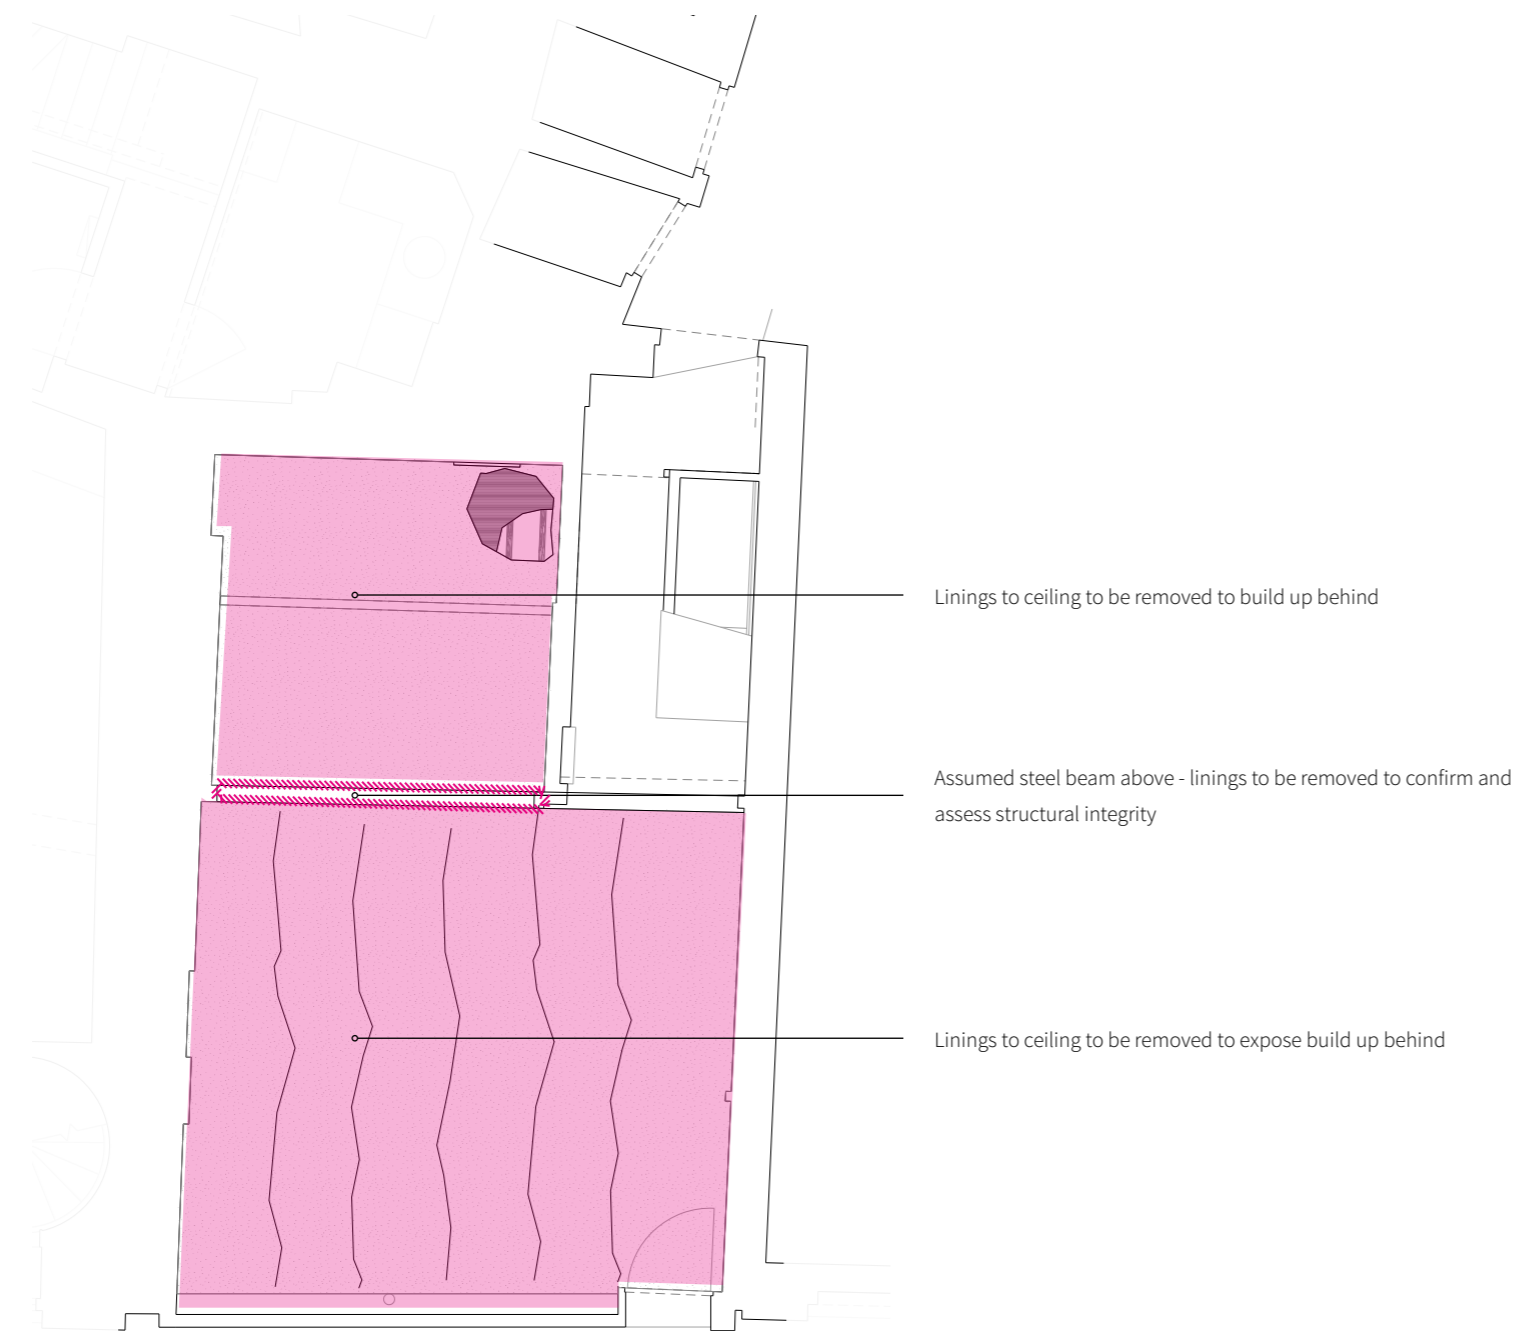 Linings to ceiling to be removed to build up behind
Assumed steel beam above - linings to be removed to confirm and
assess structural integrity
Linings to ceiling to be removed to expose build up behind